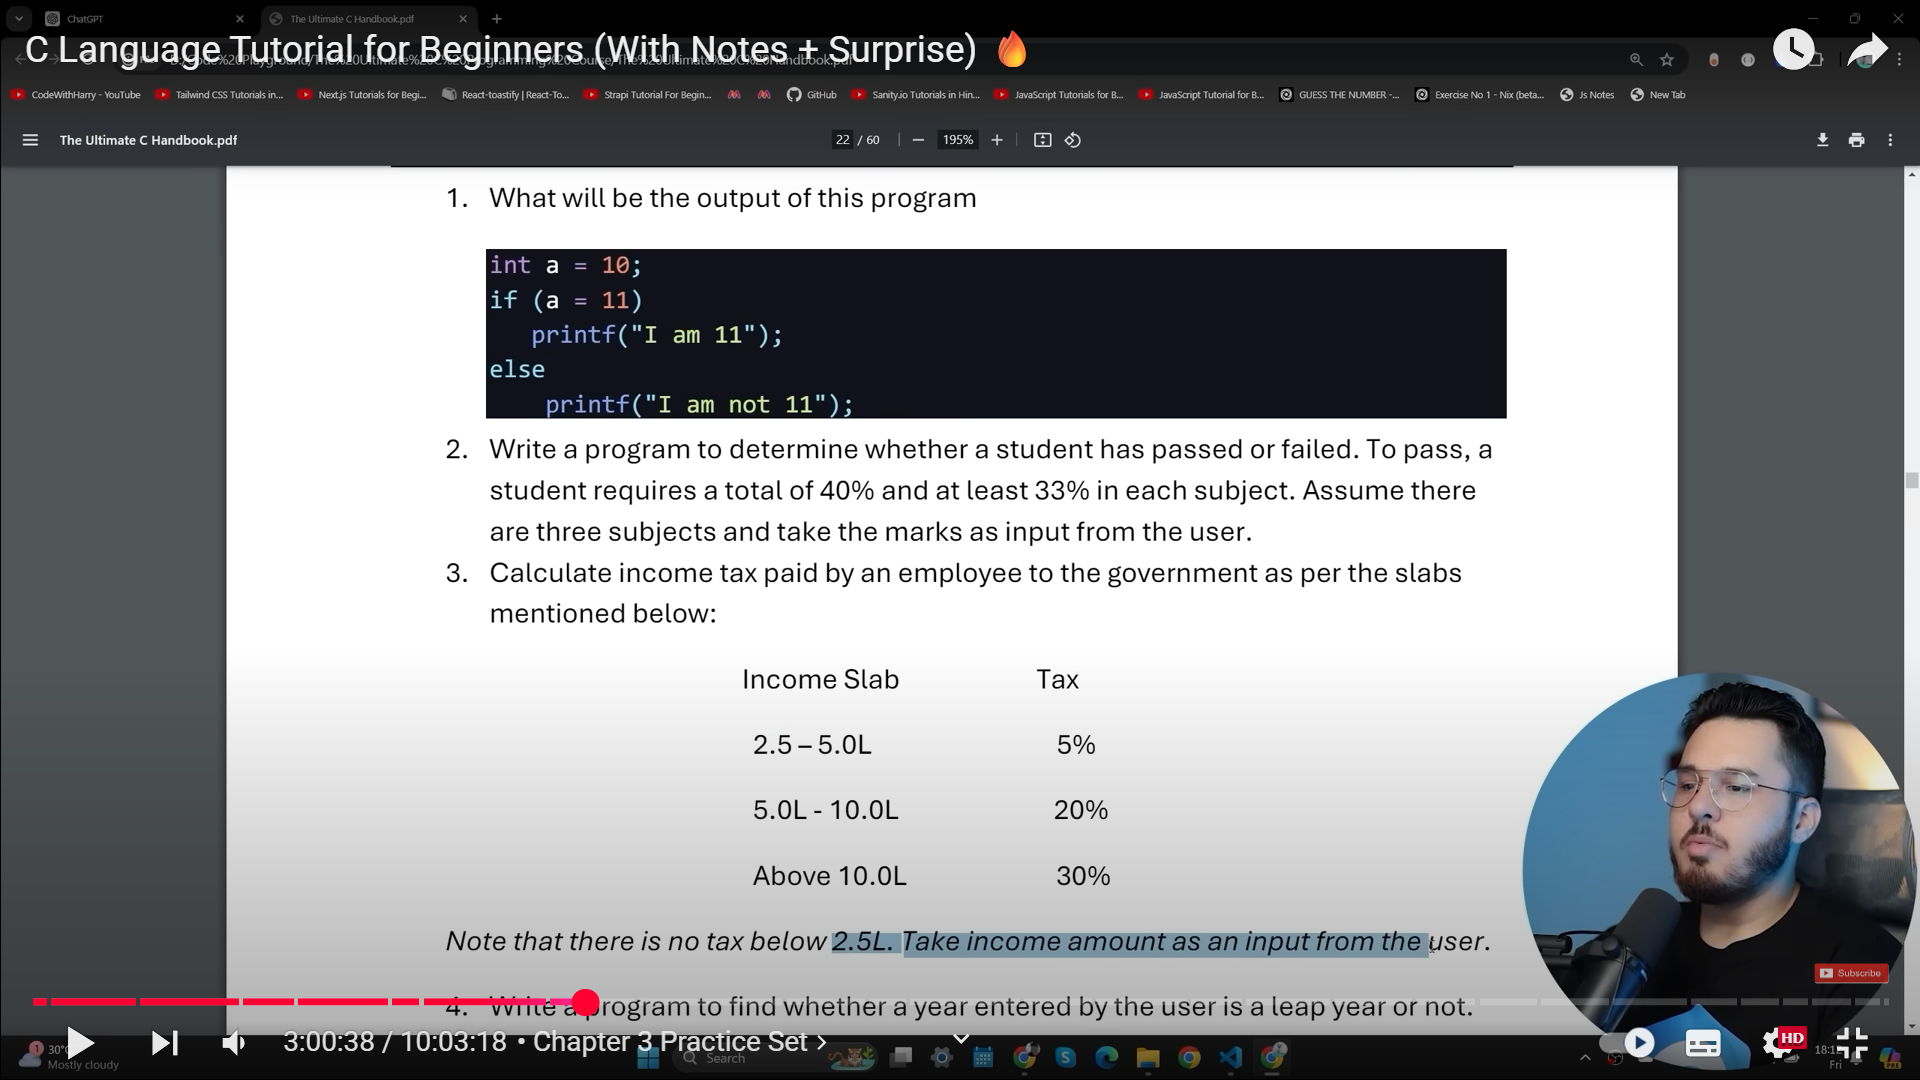 ChatGPT
The Ultimate C Handbook.pdf
C Language Tutorial for Beginners (With Notes + Surprise) 🔥
CodeWithHarry - YouTube
Tailwind CSS Tutorials in...
Next.js Tutorials for Begi...
React-toastify | React-To...
Strapi Tutorial For Begin...
GitHub
Sanity.io Tutorials in Hin...
JavaScript Tutorials for B...
JavaScript Tutorial for B...
GUESS THE NUMBER -...
Exercise No 1 - Nix (beta...
Js Notes
New Tab
The Ultimate C Handbook.pdf
22 / 60
195%
1. What will be the output of this program
int a = 10;
if (a = 11)
printf("I am 11");
else
printf("I am not 11");
2. Write a program to determine whether a student has passed or failed. To pass, a
student requires a total of 40% and at least 33% in each subject. Assume there
are three subjects and take the marks as input from the user.
3. Calculate income tax paid by an employee to the government as per the slabs
mentioned below:
Income Slab Tax
2.5 – 5.0L 5%
5.0L - 10.0L 20%
Above 10.0L 30%
Note that there is no tax below 2.5L. Take income amount as an input from the user.
Subscribe
4. Write a program to find whether a year entered by the user is a leap year or not.
3:00:38 / 10:03:18 • Chapter 3 Practice Set
HD
Search
30°
Mostly cloudy
Fri